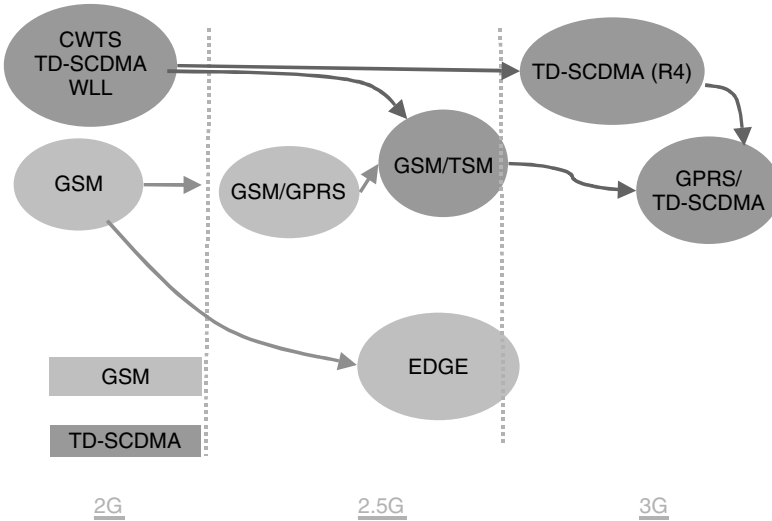 CWTS
TD-SCDMA
WLL
TD-SCDMA (R4)
GSM
GSM/GPRS
GSM/TSM
GPRS/
TD-SCDMA
EDGE
GSM
TD-SCDMA
2G
2.5G
3G